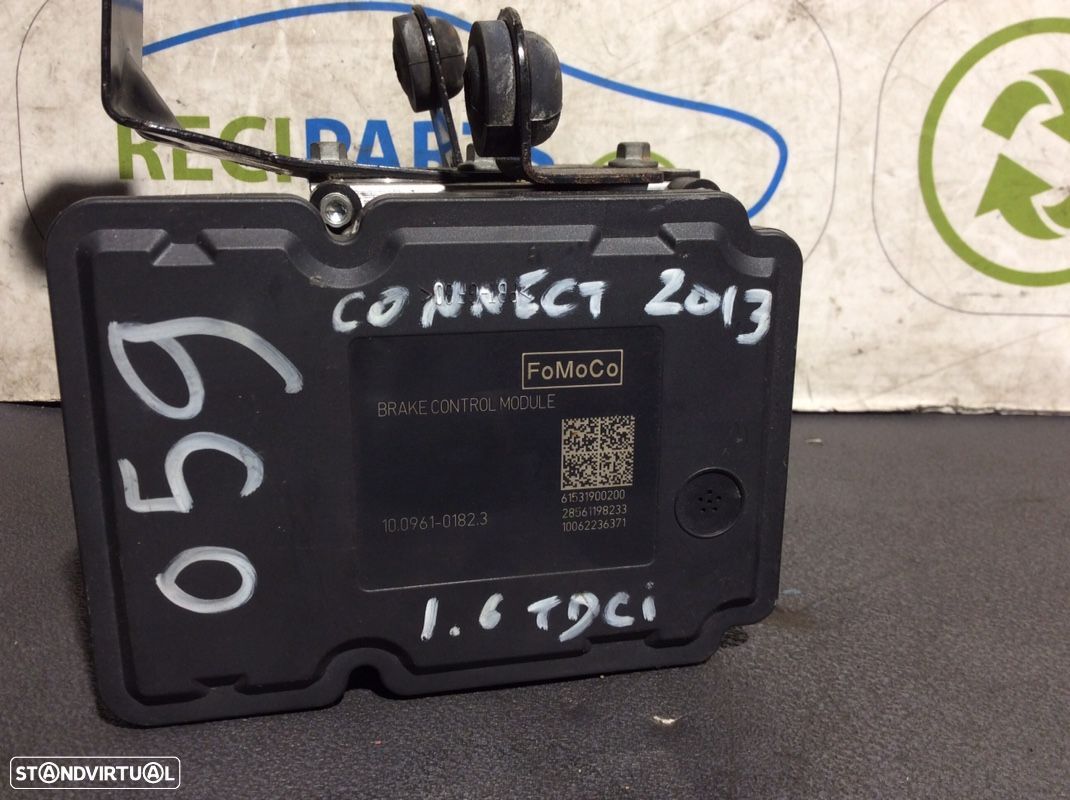 RECIPARTS
CONNECT 2013
059
FoMoCo
BRAKE CONTROL MODULE
61531900200
28561198233
10062236371
10.0961-0182.3
1.6 TDCi
STANDVIRTUAL